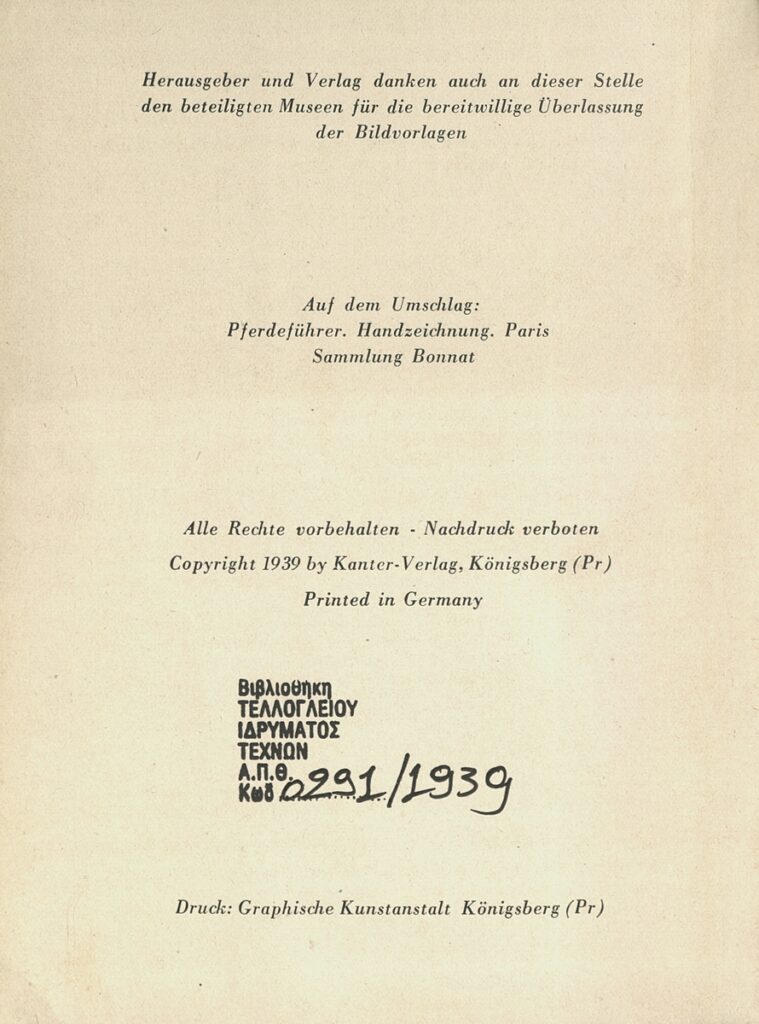 Herausgeber und Verlag danken auch an dieser Stelle
den beteiligten Museen für die bereitwillige Überlassung
der Bildvorlagen
Auf dem Umschlag:
Pferdeführer. Handzeichnung. Paris
Sammlung Bonnat
Alle Rechte vorbehalten - Nachdruck verboten
Copyright 1939 by Kanter-Verlag, Königsberg (Pr)
Printed in Germany
Βιβλιοθήκη
ΤΕΛΛΟΓΛΕΙΟΥ
ΙΔΡΥΜΑΤΟΣ
ΤΕΧΝΩΝ
Α.Π.Θ.
Κωδ 0291/1939
Druck: Graphische Kunstanstalt Königsberg (Pr)